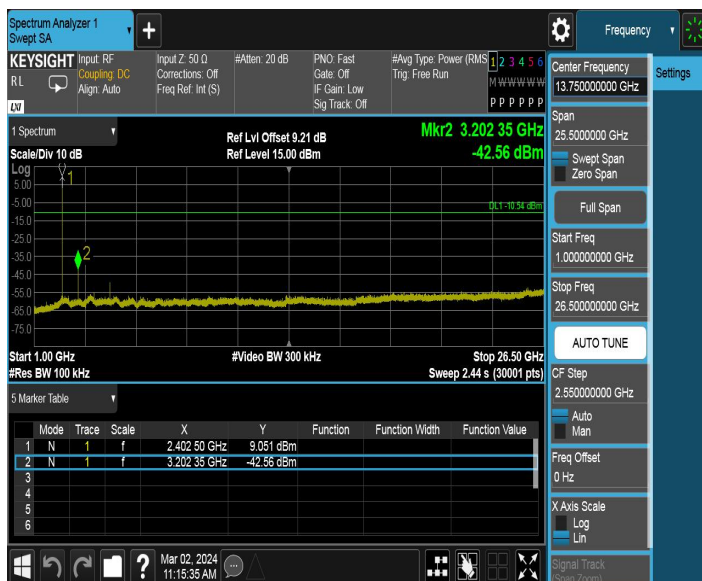 Spectrum Analyzer 1
Swept SA
+
Frequency
KEYSIGHT
RL
LXI
Input: RF
Coupling: DC
Align: Auto
Input Z: 50 Ω
Corrections: Off
Freq Ref: Int (S)
#Atten: 20 dB
PNO: Fast
Gate: Off
IF Gain: Low
Sig Track: Off
#Avg Type: Power (RMS
Trig: Free Run
1 2 3 4 5 6
M W W W W W
P P P P P P
1 Spectrum
Scale/Div 10 dB
Ref Lvl Offset 9.21 dB
Ref Level 15.00 dBm
Mkr2 3.202 35 GHz
-42.56 dBm
Log
5.00
-5.00
-15.0
-25.0
-35.0
-45.0
-55.0
-65.0
-75.0
1
2
DL1 -10.54 dBm
Start 1.00 GHz
#Res BW 100 kHz
#Video BW 300 kHz
Stop 26.50 GHz
Sweep 2.44 s (30001 pts)
5 Marker Table
Mode Trace Scale X Y Function Function Width Function Value
1 N 1 f 2.402 50 GHz 9.051 dBm
2 N 1 f 3.202 35 GHz -42.56 dBm
3
4
5
6
Mar 02, 2024
11:15:35 AM
Center Frequency
13.750000000 GHz
Settings
Span
25.5000000 GHz
Swept Span
Zero Span
Full Span
Start Freq
1.000000000 GHz
Stop Freq
26.500000000 GHz
AUTO TUNE
CF Step
2.550000000 GHz
Auto
Man
Freq Offset
0 Hz
X Axis Scale
Log
Lin
Signal Track
(Span Zoom)